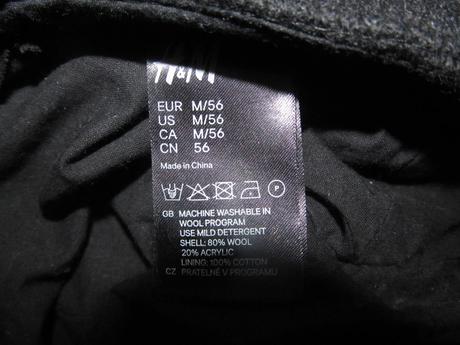 H&M
EUR M/56
US M/56
CA M/56
CN 56
Made in China
P
GB MACHINE WASHABLE IN
WOOL PROGRAM
USE MILD DETERGENT
SHELL: 80% WOOL
20% ACRYLIC
LINING: 100% COTTON
CZ PRATELNÉ V PROGRAMU